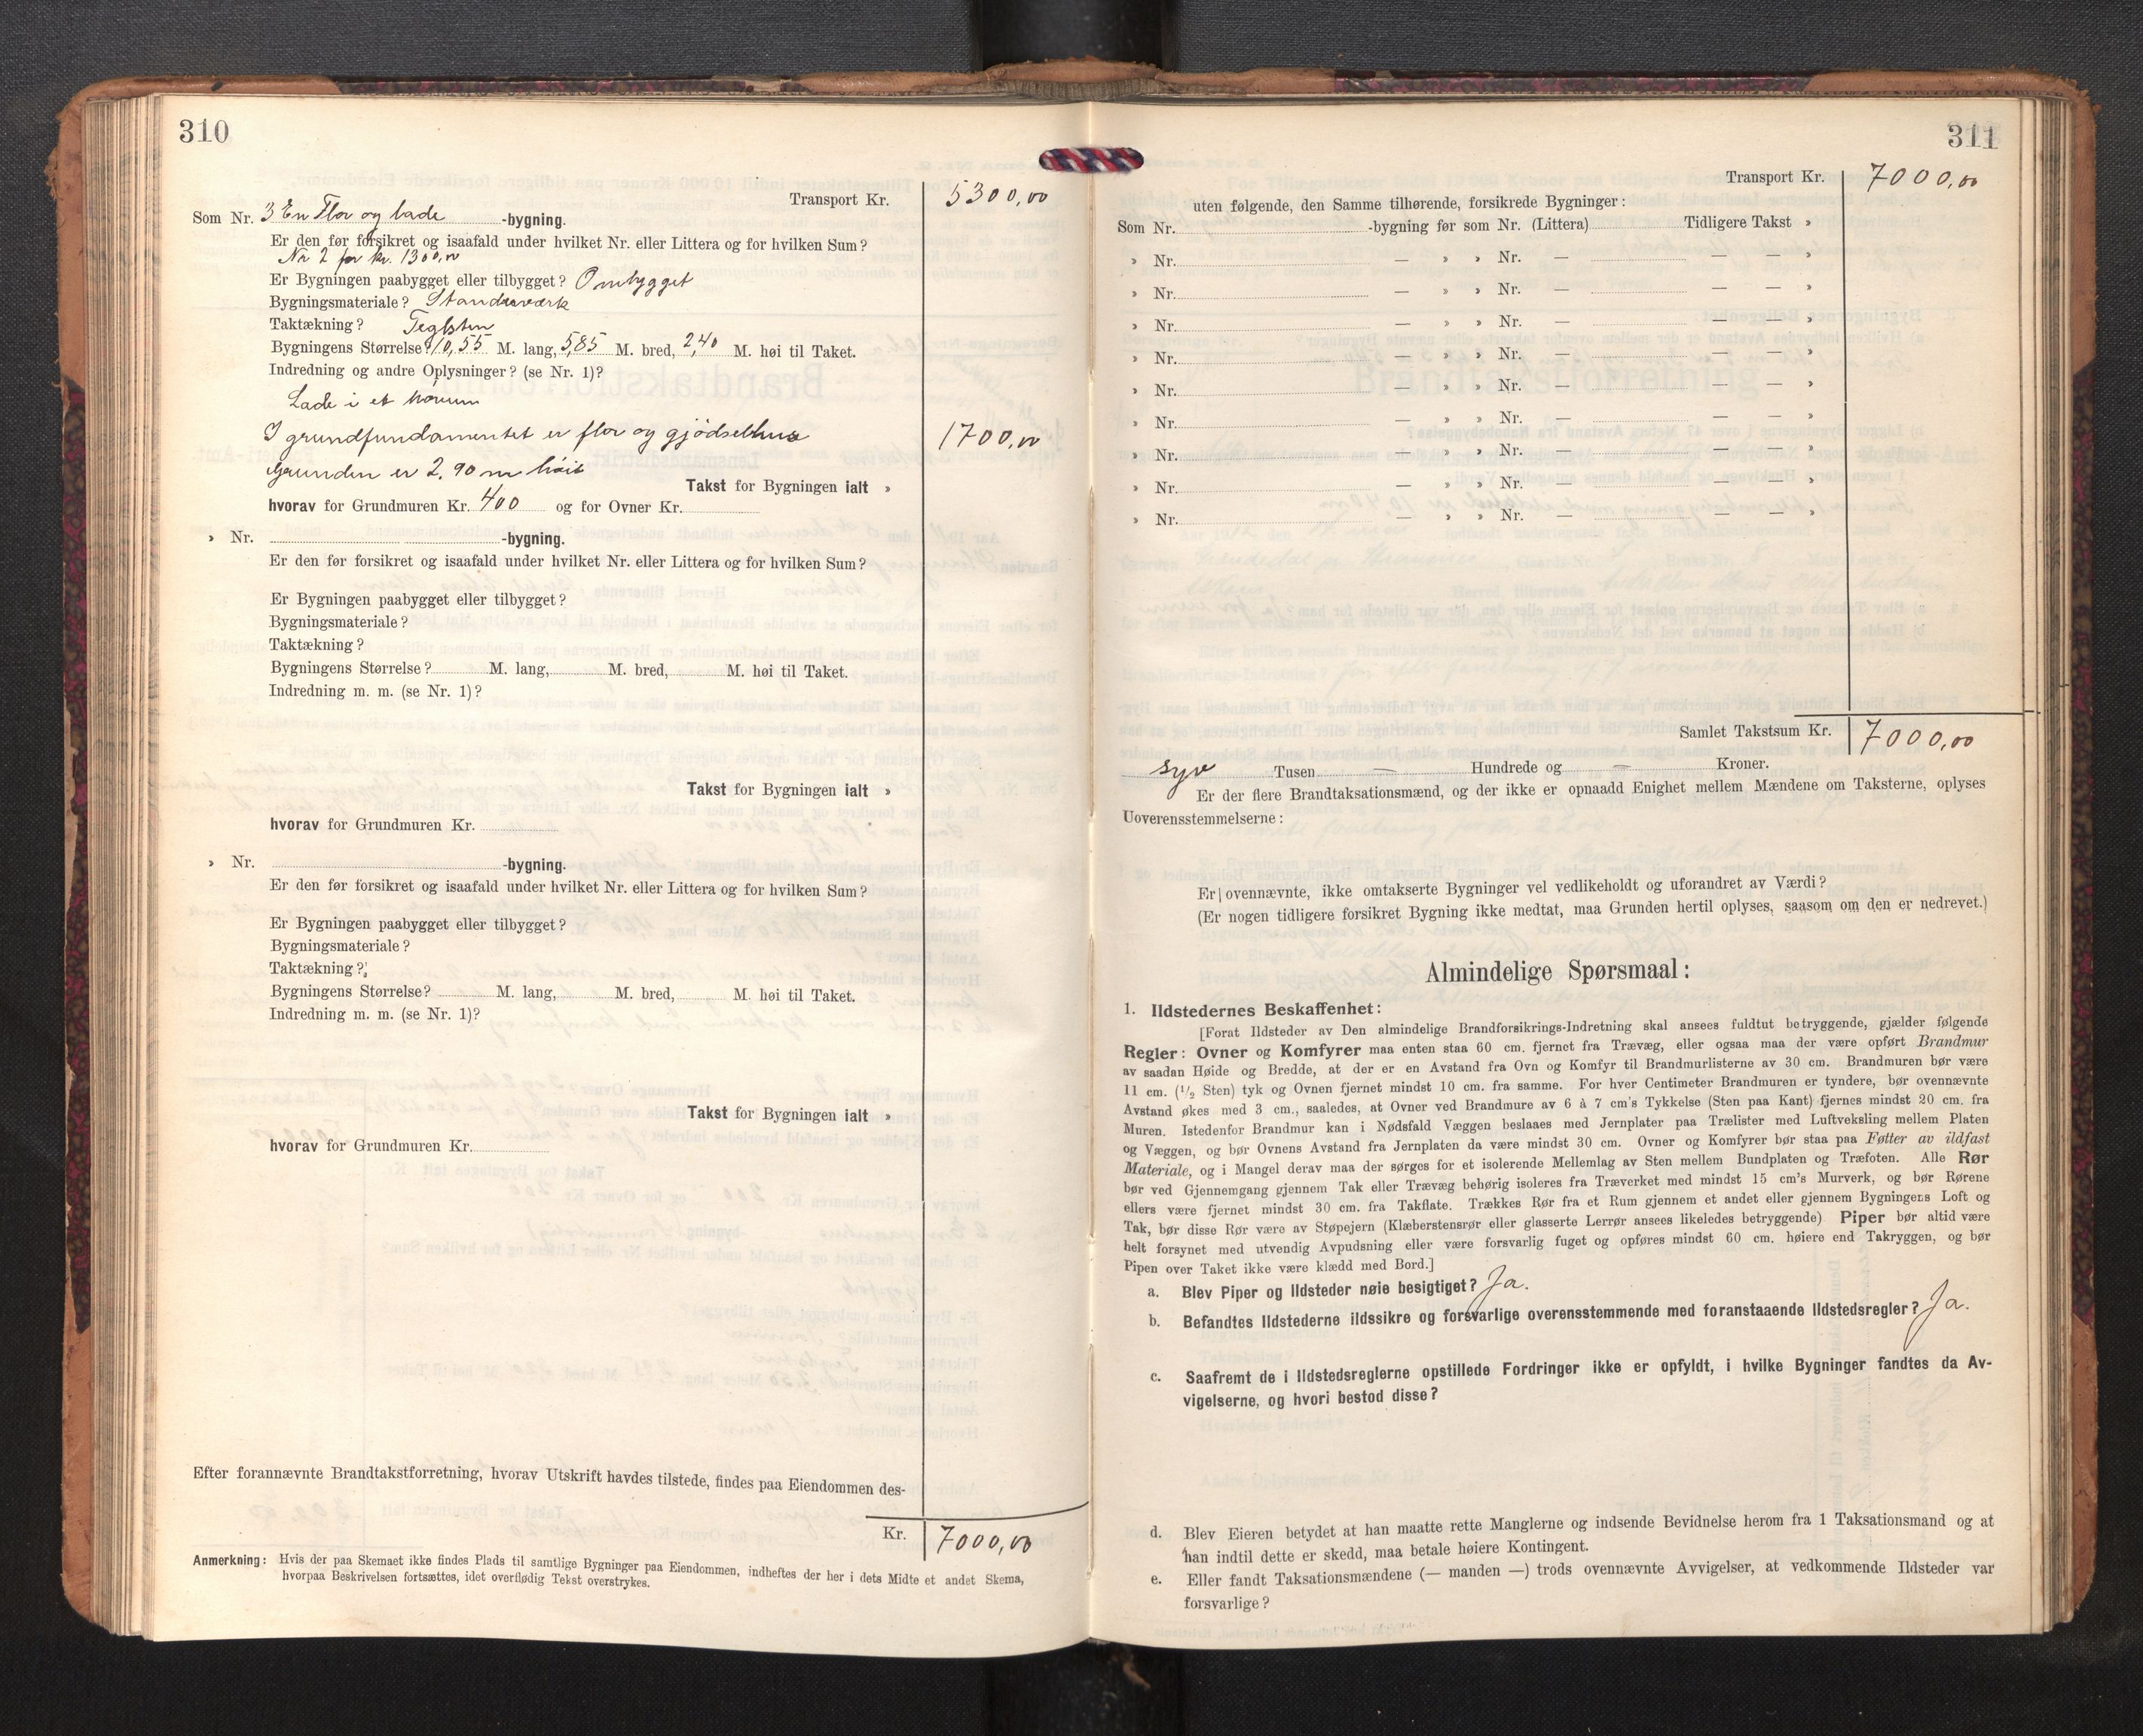 310
Transport Kr. 5300,00
Som Nr. 3 En Flor og lade -bygning.
Er den før forsikret og isaafald under hvilket Nr. eller Littera og for hvilken Sum?
Nr 2 for kr. 1300,00
Er Bygningen paabygget eller tilbygget? Ombygget
Bygningsmateriale? Standerværk
Taktækning? Teglsten
Bygningens Størrelse? 10,55 M. lang, 5,85 M. bred, 2,40 M. høi til Taket.
Indredning og andre Oplysninger? (se Nr. 1)?
Lade i et
I grundfundamentet er flor og gjödselhus 1700,00
Grunden er 2,90 m höit
Takst for Bygningen ialt »
hvorav for Grundmuren Kr. 400 og for Ovner Kr.
» Nr. -bygning.
Er den før forsikret og isaafald under hvilket Nr. eller Littera og for hvilken Sum?
Er Bygningen paabygget eller tilbygget?
Bygningsmateriale?
Taktækning?
Bygningens Størrelse? M. lang, M. bred, M. høi til Taket.
Indredning m. m. (se Nr. 1)?
Takst for Bygningen ialt »
hvorav for Grundmuren Kr.
» Nr. -bygning.
Er den før forsikret og isaafald under hvilket Nr. eller Littera og for hvilken Sum?
Er Bygningen paabygget eller tilbygget?
Bygningsmateriale?
Taktækning?
Bygningens Størrelse? M. lang, M. bred, M. høi til Taket.
Indredning m. m. (se Nr. 1)?
Takst for Bygningen ialt »
hvorav for Grundmuren Kr.
Efter forannævnte Brandtakstforretning, hvorav Utskrift havdes tilstede, findes paa Eiendommen des-
Kr. 7000,00
Anmerkning: Hvis der paa Skemaet ikke findes Plads til samtlige Bygninger paa Eiendommen, indheftes der her i dets Midte et andet Skema,
hvorpaa Beskrivelsen fortsættes, idet overflødig Tekst overstrykes.
311
Transport Kr. 7000,00
uten følgende, den Samme tilhørende, forsikrede Bygninger:
Som Nr. -bygning før som Nr. (Littera) Tidligere Takst »
» Nr. — » » Nr. — — — »
» Nr. — » » Nr. — — — »
» Nr. — » » Nr. — — — »
» Nr. — » » Nr. — — — »
» Nr. — » » Nr. — — — »
» Nr. — » » Nr. — — — »
» Nr. — » » Nr. — — — »
» Nr. — » » Nr. — — — »
» Nr. — » » Nr. — — — »
Samlet Takstsum Kr. 7000,00
syv Tusen — Hundrede og — Kroner.
Er der flere Brandtaksationsmænd, og der ikke er opnaadd Enighet mellem Mændene om Taksterne, oplyses
Uoverensstemmelserne:
Er ovennævnte, ikke omtakserte Bygninger vel vedlikeholdt og uforandret av Værdi?
(Er nogen tidligere forsikret Bygning ikke medtat, maa Grunden hertil oplyses, saasom om den er nedrevet.)
Almindelige Spørsmaal:
1. Ildstedernes Beskaffenhet:
[Forat Ildsteder av Den almindelige Brandforsikrings-Indretning skal ansees fuldtut betryggende, gjælder følgende
Regler: Ovner og Komfyrer maa enten staa 60 cm. fjernet fra Trævæg, eller ogsaa maa der være opført Brandmur
av saadan Høide og Bredde, at der er en Avstand fra Ovn og Komfyr til Brandmurlisterne av 30 cm. Brandmuren bør være
11 cm. (1/2 Sten) tyk og Ovnen fjernet mindst 10 cm. fra samme. For hver Centimeter Brandmuren er tyndere, bør ovennævnte
Avstand økes med 3 cm., saaledes, at Ovner ved Brandmure av 6 à 7 cm's Tykkelse (Sten paa Kant) fjernes mindst 20 cm. fra
Muren. Istedenfor Brandmur kan i Nødsfald Væggen beslaaes med Jernplater paa Trælister med Luftveksling mellem Platen
og Væggen, og bør Ovnens Avstand fra Jernplaten da være mindst 30 cm. Ovner og Komfyrer bør staa paa Føtter av ildfast
Materiale, og i Mangel derav maa der sørges for et isolerende Mellemlag av Sten mellem Bundplaten og Træfoten. Alle Rør
bør ved Gjennemgang gjennem Tak eller Trævæg behørig isoleres fra Træverket med mindst 15 cm's Murverk, og bør Rørene
ellers være fjernet mindst 30 cm. fra Takflate. Trækkes Rør fra et Rum gjennem et andet eller gjennem Bygningens Loft og
Tak, bør disse Rør være av Støpejern (Klæberstensrør eller glasserte Lerrør ansees likeledes betryggende) Piper bør altid være
helt forsynet med utvendig Avpudsning eller være forsvarlig fuget og opføres mindst 60 cm. høiere end Takryggen, og bør
Pipen over Taket ikke være klædd med Bord.]
a. Blev Piper og Ildsteder nøie besigtiget? Ja.
b. Befandtes Ildstederne ildssikre og forsvarlige overensstemmende med foranstaaende Ildstedsregler? Ja.
c. Saafremt de i Ildstedsreglerne opstillede Fordringer ikke er opfyldt, i hvilke Bygninger fandtes da Av-
vigelserne, og hvori bestod disse?
d. Blev Eieren betydet at han maatte rette Manglerne og indsende Bevidnelse herom fra 1 Taksationsmand og at
han indtil dette er skedd, maa betale høiere Kontingent.
e. Eller fandt Taksationsmændene (— manden —) trods ovennævnte Avvigelser, at vedkommende Ildsteder var
forsvarlige?